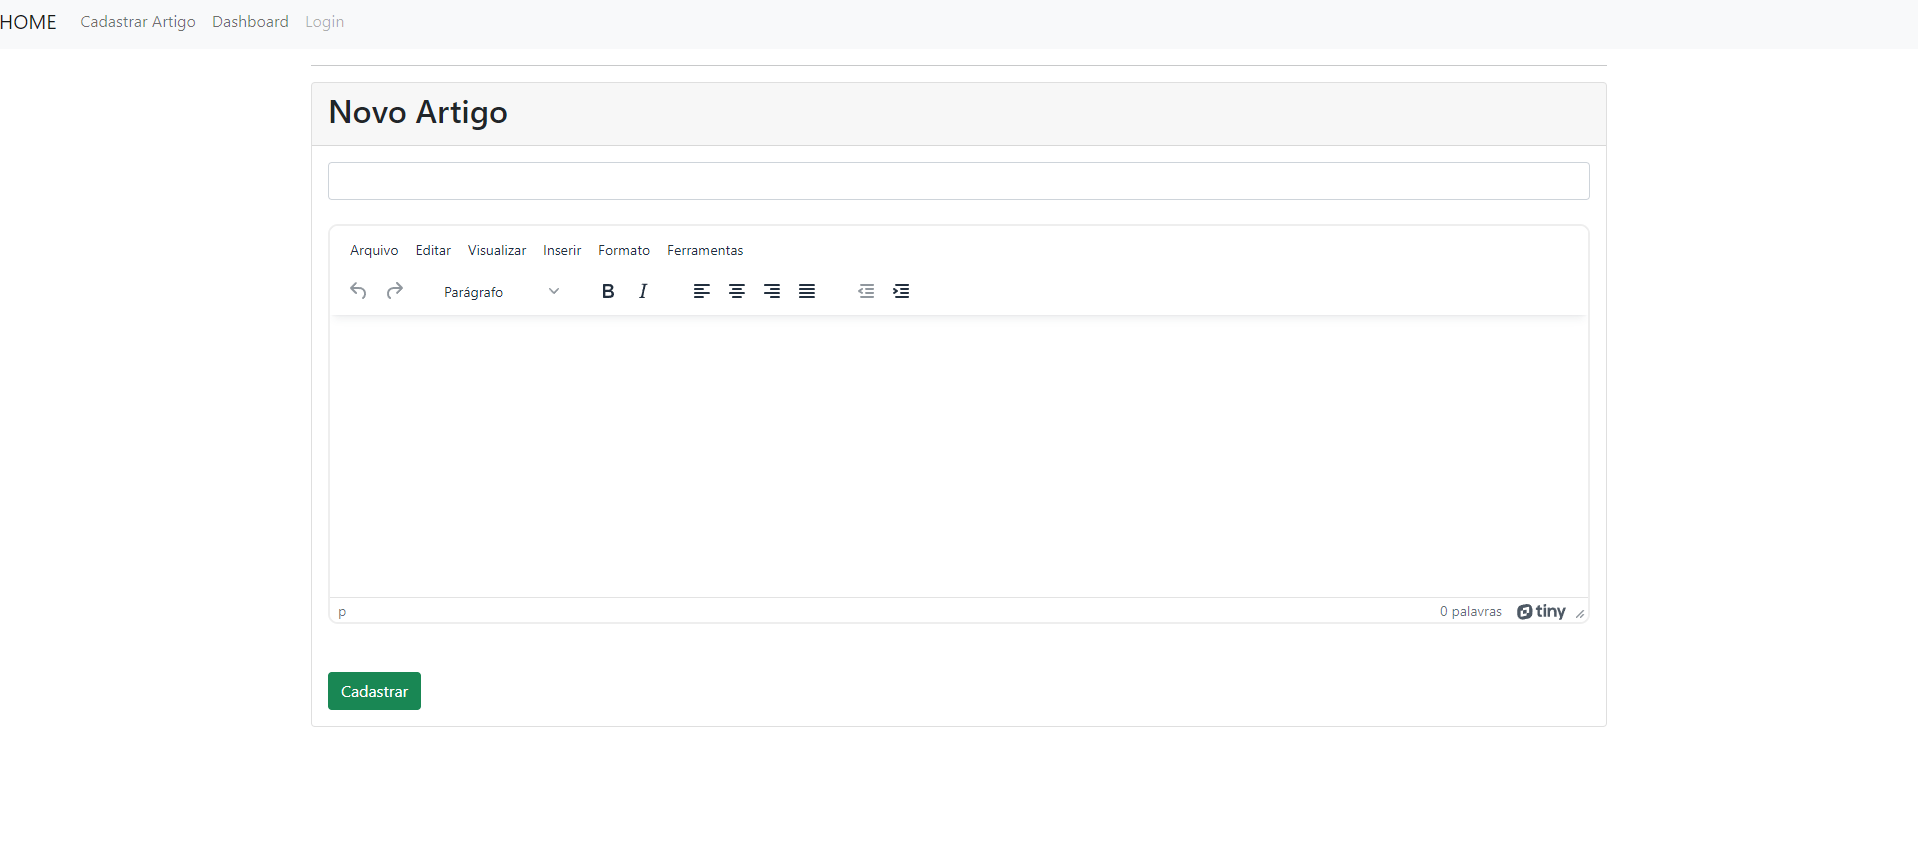 HOME Cadastrar Artigo Dashboard Login
Novo Artigo
Arquivo Editar Visualizar Inserir Formato Ferramentas
Parágrafo B I
p 0 palavras tiny
Cadastrar